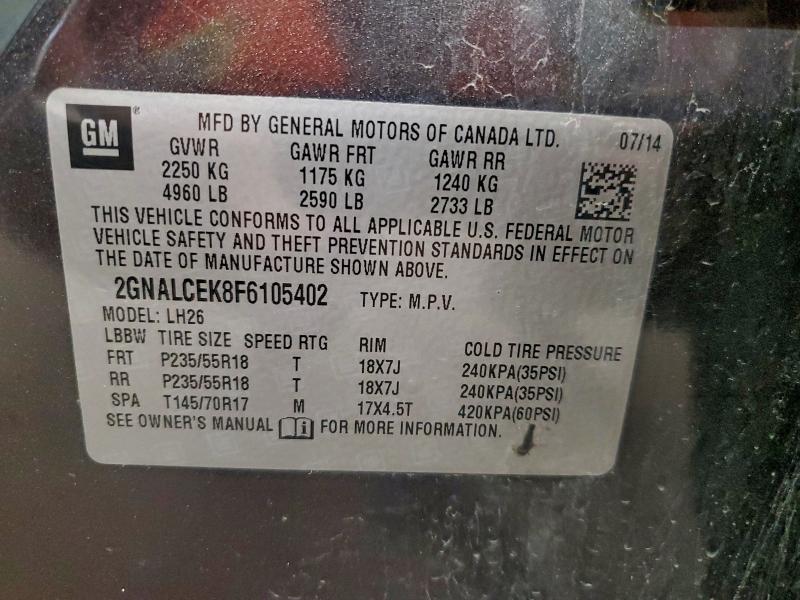 GM ® MFD BY GENERAL MOTORS OF CANADA LTD. 07/14
GVWR GAWR FRT GAWR RR
2250 KG 1175 KG 1240 KG
4960 LB 2590 LB 2733 LB
THIS VEHICLE CONFORMS TO ALL APPLICABLE U.S. FEDERAL MOTOR
VEHICLE SAFETY AND THEFT PREVENTION STANDARDS IN EFFECT ON
THE DATE OF MANUFACTURE SHOWN ABOVE.
2GNALCEK8F6105402 TYPE: M.P.V.
MODEL: LH26
LBBW TIRE SIZE SPEED RTG RIM COLD TIRE PRESSURE
FRT P235/55R18 T 18X7J 240KPA(35PSI)
RR P235/55R18 T 18X7J 240KPA(35PSI)
SPA T145/70R17 M 17X4.5T 420KPA(60PSI)
SEE OWNER'S MANUAL FOR MORE INFORMATION.